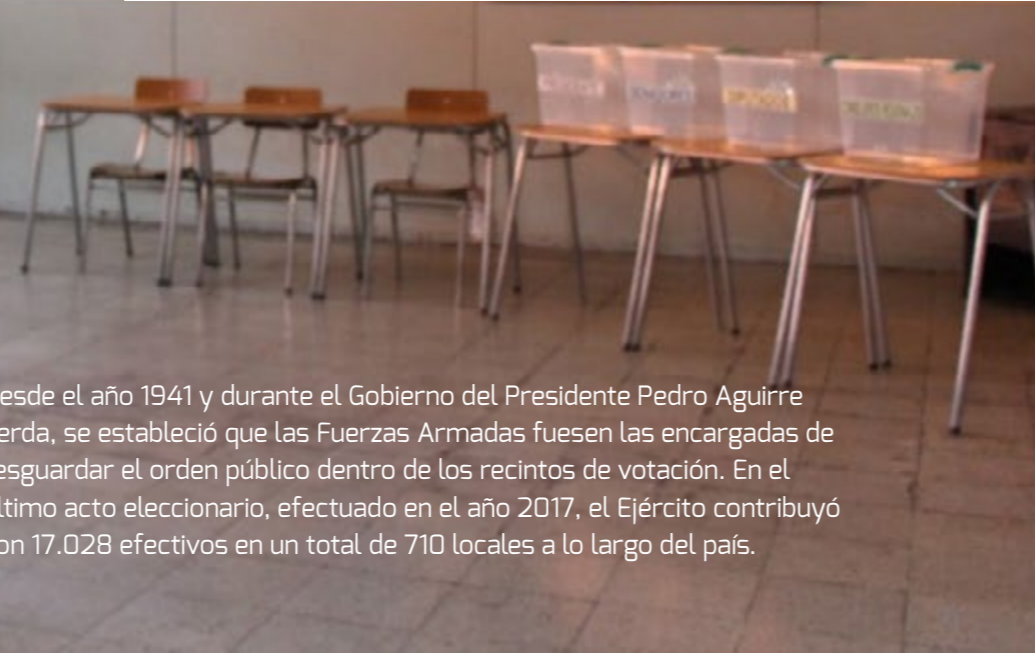 esde el año 1941 y durante el Gobierno del Presidente Pedro Aguirre
erda, se estableció que las Fuerzas Armadas fuesen las encargadas de
esguardar el orden público dentro de los recintos de votación. En el
ltimo acto eleccionario, efectuado en el año 2017, el Ejército contribuyó
on 17.028 efectivos en un total de 710 locales a lo largo del país.